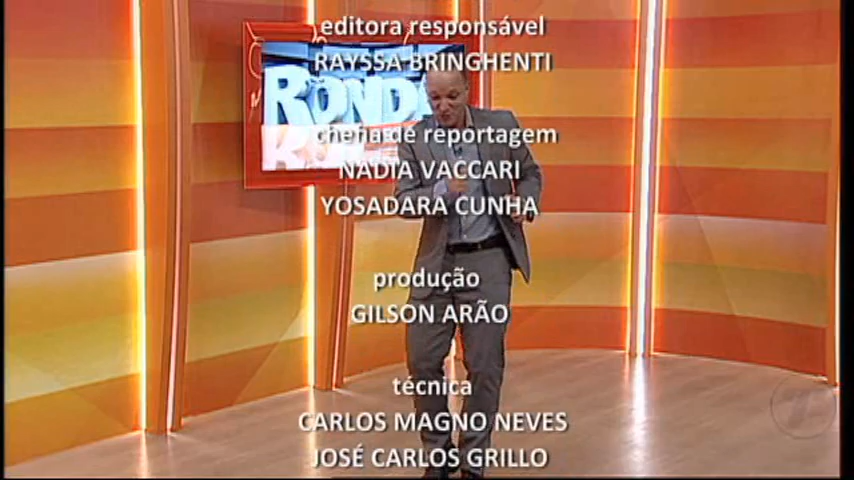 editora responsável
RAYSSA BRINGHENTI
RONDA
chefia de reportagem
NADIA VACCARI
YOSADARA CUNHA
produção
GILSON ARÃO
técnica
CARLOS MAGNO NEVES
JOSÉ CARLOS GRILLO